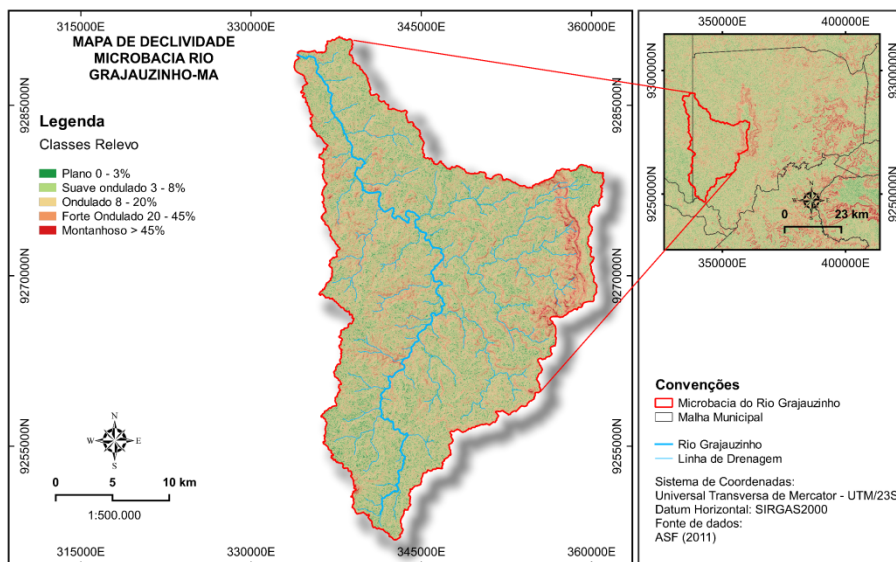 315000E
330000E
345000E
360000E
MAPA DE DECLIVIDADE
MICROBACIA RIO
GRAJAUZINHO-MA
Legenda
Classes Relevo
Plano 0 - 3%
Suave ondulado 3 - 8%
Ondulado 8 - 20%
Forte Ondulado 20 - 45%
Montanhoso > 45%
9285000N
9270000N
9255000N
9285000N
9270000N
9255000N
N
W
E
S
0 5 10 km
1:500.000
315000E
330000E
345000E
360000E
350000E
400000E
9300000N
9250000N
9300000N
9250000N
0 23 km
350000E
400000E
Convenções
Microbacia do Rio Grajauzinho
Malha Municipal
Rio Grajauzinho
Linha de Drenagem
Sistema de Coordenadas:
Universal Transversa de Mercator - UTM/23S
Datum Horizontal: SIRGAS2000
Fonte de dados:
ASF (2011)